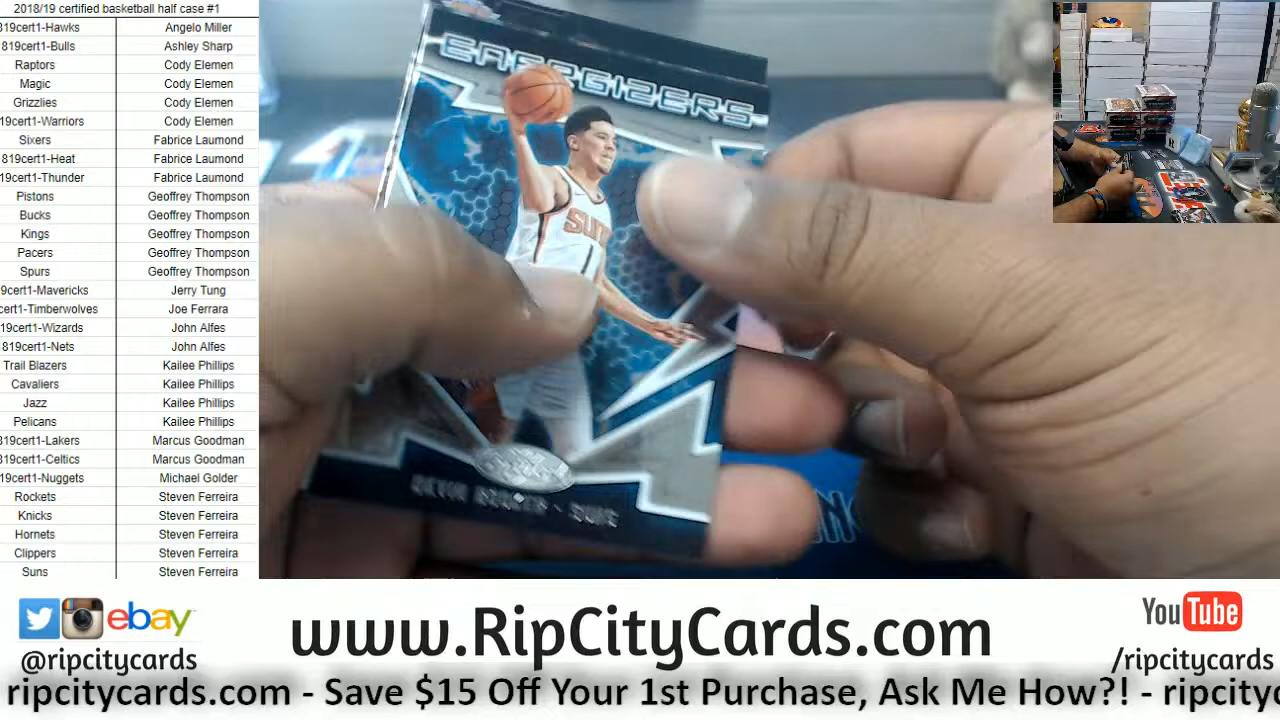 2018/19 certified basketball half case #1
819cert1-Hawks Angelo Miller
819cert1-Bulls Ashley Sharp
Raptors Cody Elemen
Magic Cody Elemen
Grizzlies Cody Elemen
19cert1-Warriors Cody Elemen
Sixers Fabrice Laumond
819cert1-Heat Fabrice Laumond
19cert1-Thunder Fabrice Laumond
Pistons Geoffrey Thompson
Bucks Geoffrey Thompson
Kings Geoffrey Thompson
Pacers Geoffrey Thompson
Spurs Geoffrey Thompson
9cert1-Mavericks Jerry Tung
cert1-Timberwolves Joe Ferrara
19cert1-Wizards John Alfes
819cert1-Nets John Alfes
Trail Blazers Kailee Phillips
Cavaliers Kailee Phillips
Jazz Kailee Phillips
Pelicans Kailee Phillips
819cert1-Lakers Marcus Goodman
819cert1-Celtics Marcus Goodman
19cert1-Nuggets Michael Golder
Rockets Steven Ferreira
Knicks Steven Ferreira
Hornets Steven Ferreira
Clippers Steven Ferreira
Suns Steven Ferreira
ENERGIZERS
SUNS
1
DEVIN BOOKER - SUNS
ebay
@ripcitycards
www.RipCityCards.com
YouTube
/ripcitycards
ripcitycards.com - Save $15 Off Your 1st Purchase, Ask Me How?! - ripcityc